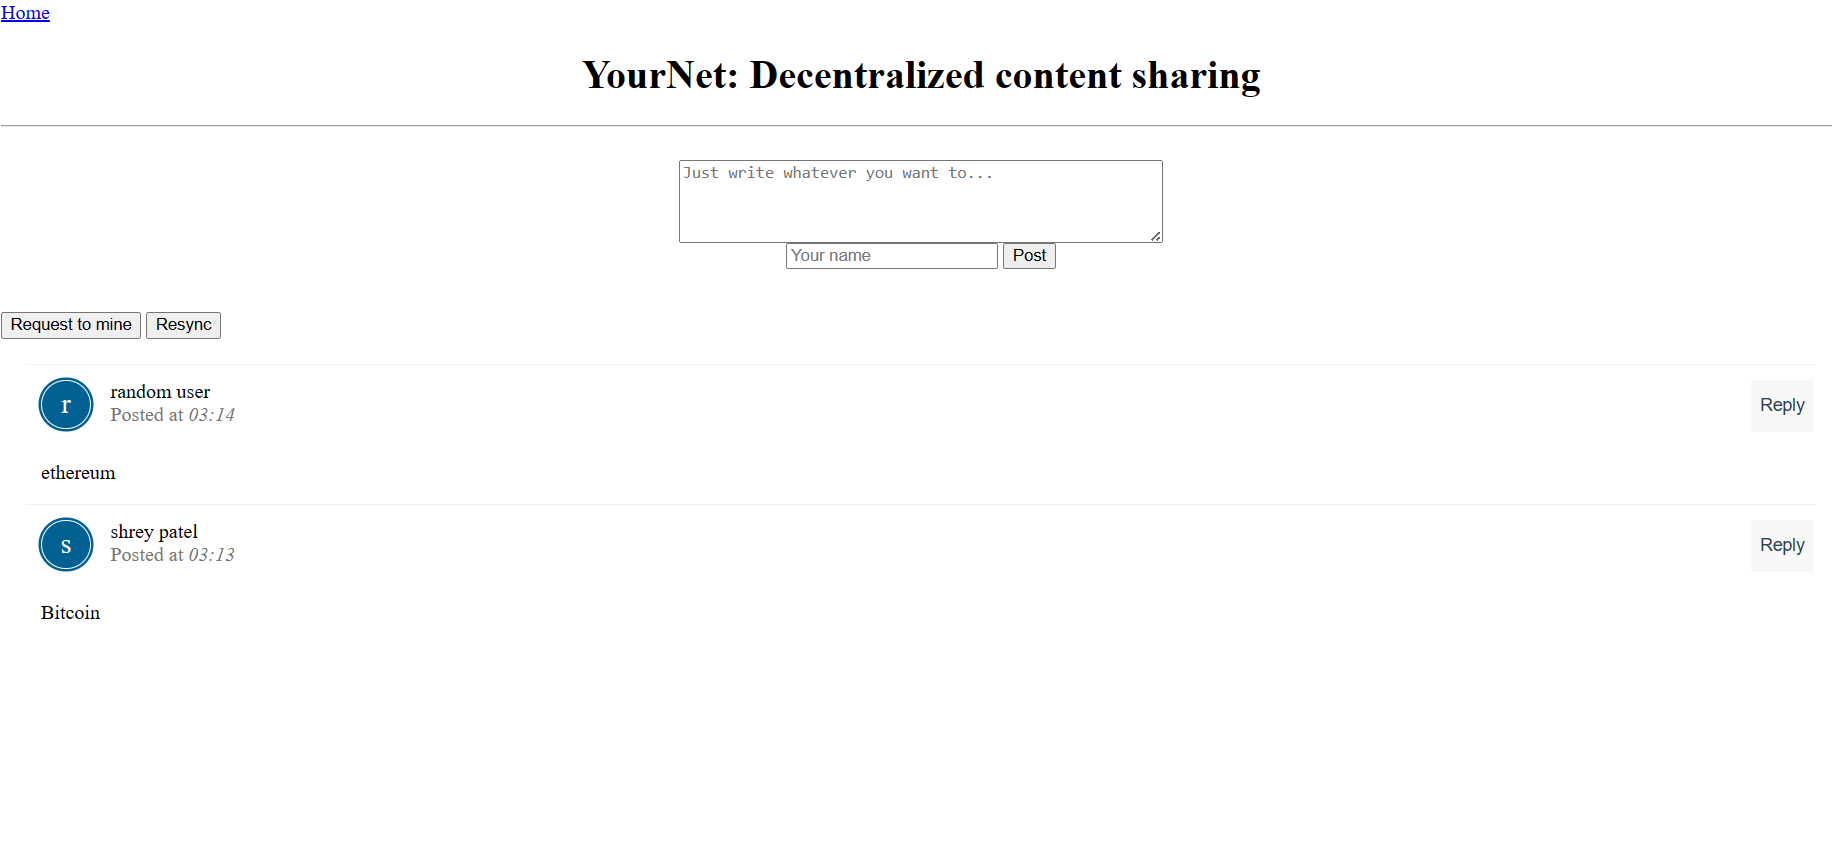 Home
YourNet: Decentralized content sharing
Just write whatever you want to...
Your name Post
Request to mine Resync
r random user Reply
Posted at 03:14
ethereum
s shrey patel Reply
Posted at 03:13
Bitcoin